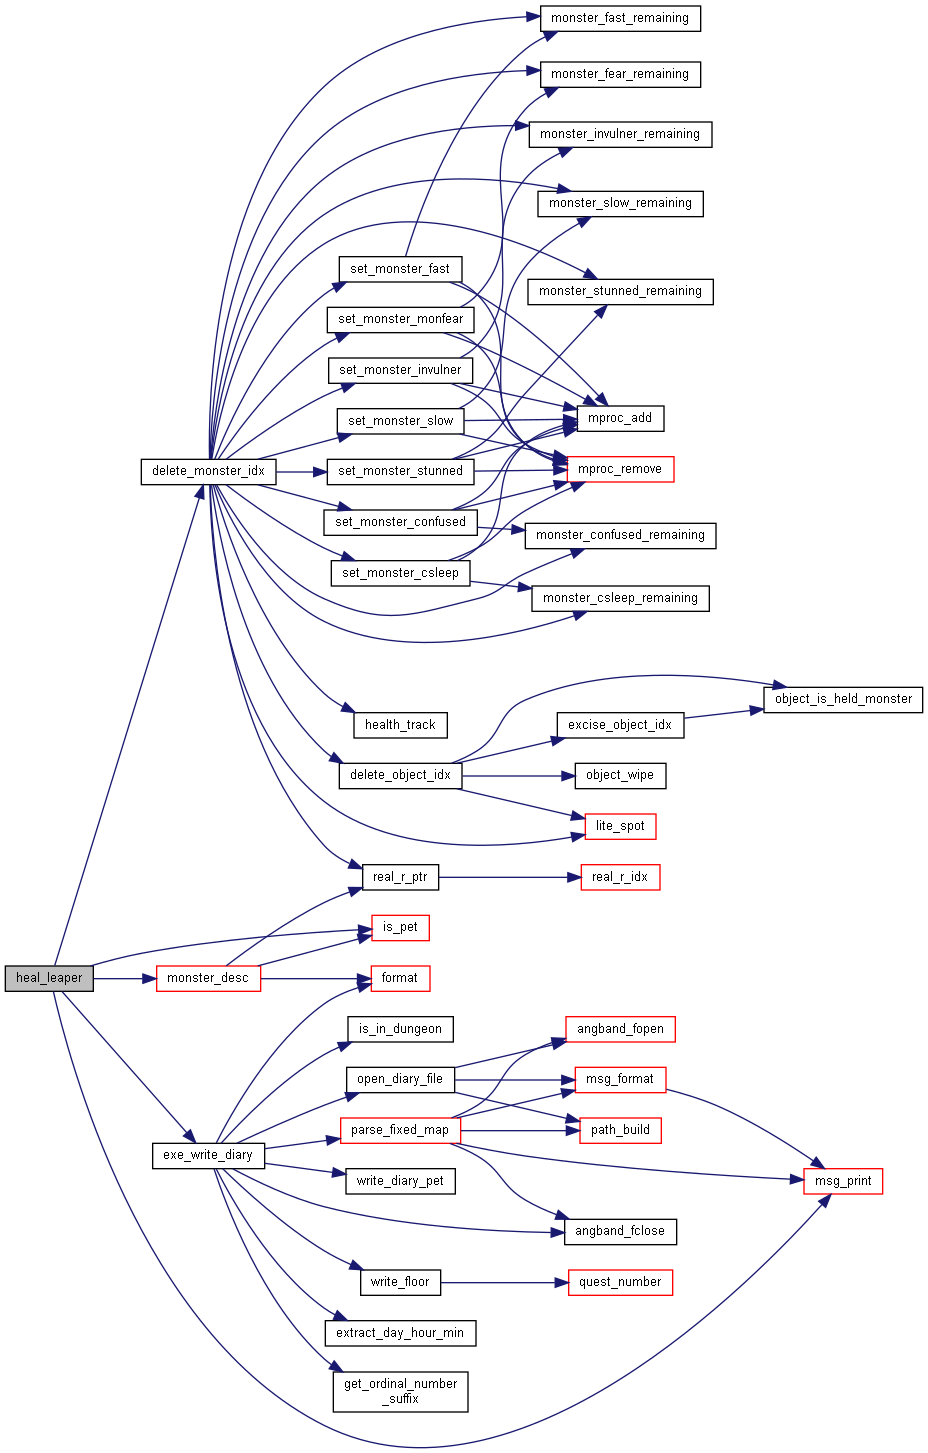 monster_fast_remaining
monster_fear_remaining
monster_invulner_remaining
monster_slow_remaining
set_monster_fast
monster_stunned_remaining
set_monster_monfear
set_monster_invulner
set_monster_slow
mproc_add
delete_monster_idx
set_monster_stunned
mproc_remove
set_monster_confused
monster_confused_remaining
set_monster_csleep
monster_csleep_remaining
object_is_held_monster
health_track
excise_object_idx
delete_object_idx
object_wipe
lite_spot
real_r_ptr
real_r_idx
is_pet
heal_leaper
monster_desc
format
is_in_dungeon
angband_fopen
open_diary_file
msg_format
parse_fixed_map
path_build
exe_write_diary
write_diary_pet
msg_print
angband_fclose
write_floor
quest_number
extract_day_hour_min
get_ordinal_number
_suffix